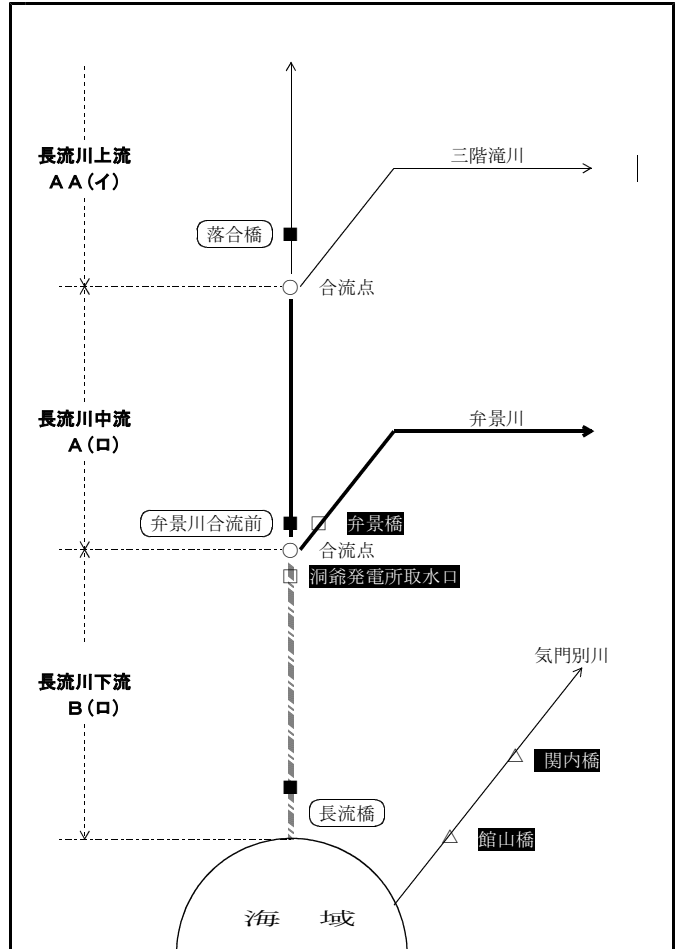 長流川上流
ＡＡ(イ)
三階滝川
落合橋
合流点
長流川中流
Ａ(ロ)
弁景川
弁景川合流前
弁景橋
合流点
洞爺発電所取水口
気門別川
長流川下流
Ｂ(ロ)
関内橋
長流橋
館山橋
海　域